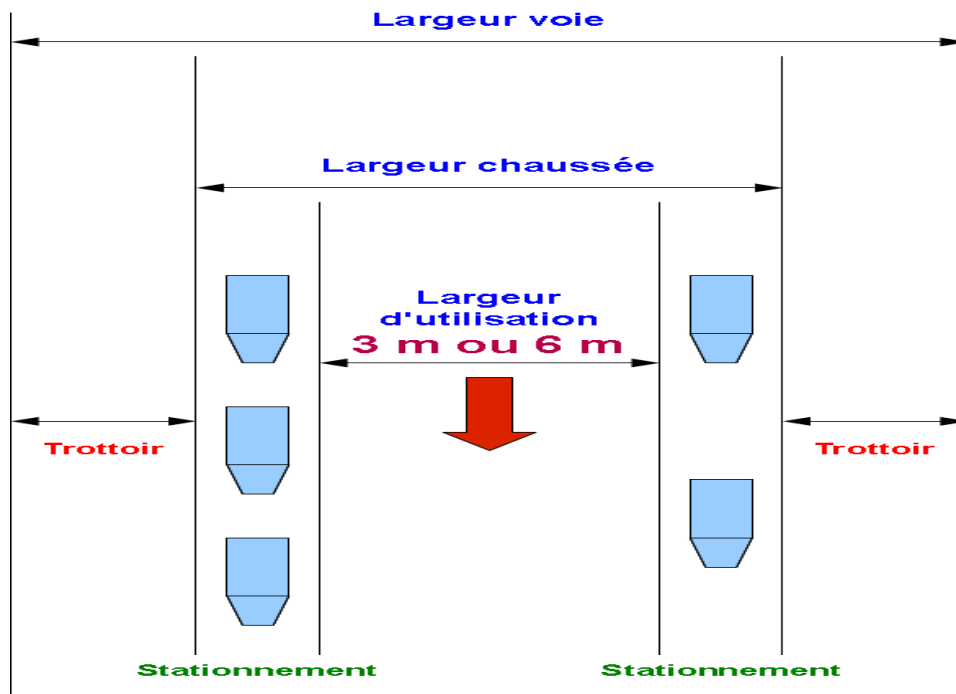 Largeur voie
Largeur chaussée
Largeur
d'utilisation
3 m ou 6 m
Trottoir
Trottoir
Stationnement
Stationnement